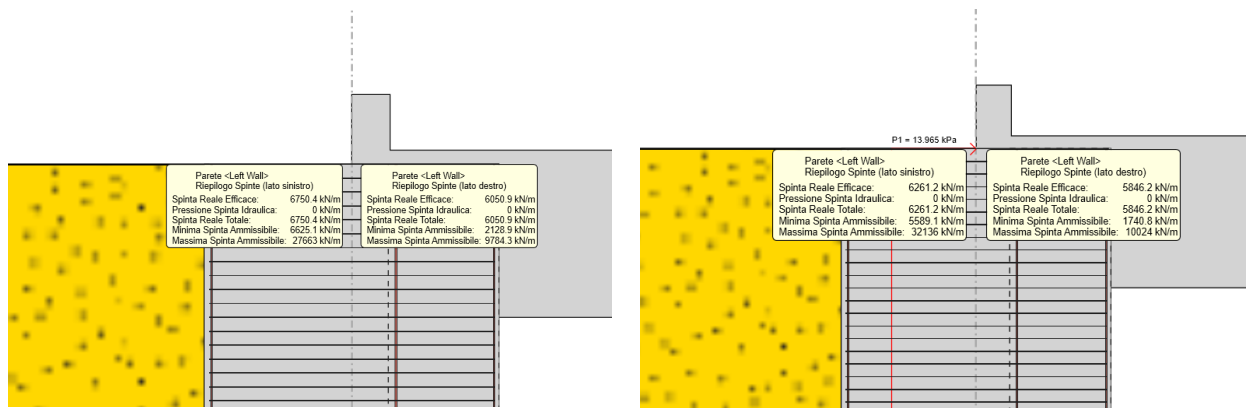 Parete <Left Wall>
Riepilogo Spinte (lato sinistro)
Spinta Reale Efficace: 6750.4 kN/m
Pressione Spinta Idraulica: 0 kN/m
Spinta Reale Totale: 6750.4 kN/m
Minima Spinta Ammissibile: 6625.1 kN/m
Massima Spinta Ammissibile: 27663 kN/m
Parete <Left Wall>
Riepilogo Spinte (lato destro)
Spinta Reale Efficace: 6050.9 kN/m
Pressione Spinta Idraulica: 0 kN/m
Spinta Reale Totale: 6050.9 kN/m
Minima Spinta Ammissibile: 2128.9 kN/m
Massima Spinta Ammissibile: 9784.3 kN/m
P1 = 13.965 kPa
Parete <Left Wall>
Riepilogo Spinte (lato sinistro)
Spinta Reale Efficace: 6261.2 kN/m
Pressione Spinta Idraulica: 0 kN/m
Spinta Reale Totale: 6261.2 kN/m
Minima Spinta Ammissibile: 5589.1 kN/m
Massima Spinta Ammissibile: 32136 kN/m
Parete <Left Wall>
Riepilogo Spinte (lato destro)
Spinta Reale Efficace: 5846.2 kN/m
Pressione Spinta Idraulica: 0 kN/m
Spinta Reale Totale: 5846.2 kN/m
Minima Spinta Ammissibile: 1740.8 kN/m
Massima Spinta Ammissibile: 10024 kN/m